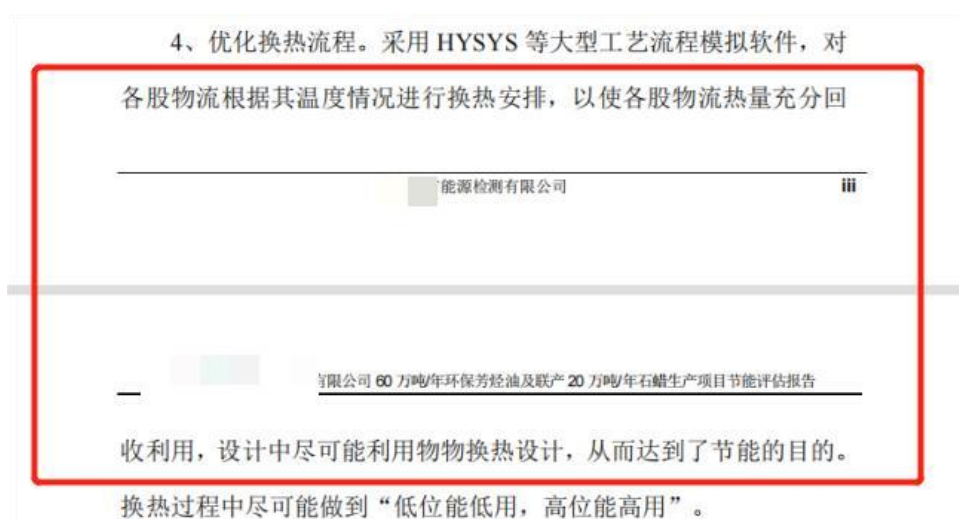 4、优化换热流程。采用 HYSYS 等大型工艺流程模拟软件，对
各股物流根据其温度情况进行换热安排，以使各股物流热量充分回
能源检测有限公司 iii
有限公司 60 万吨/年环保芳烃油及联产 20 万吨/年石蜡生产项目节能评估报告
收利用，设计中尽可能利用物物换热设计，从而达到了节能的目的。
换热过程中尽可能做到“低位能低用，高位能高用”。